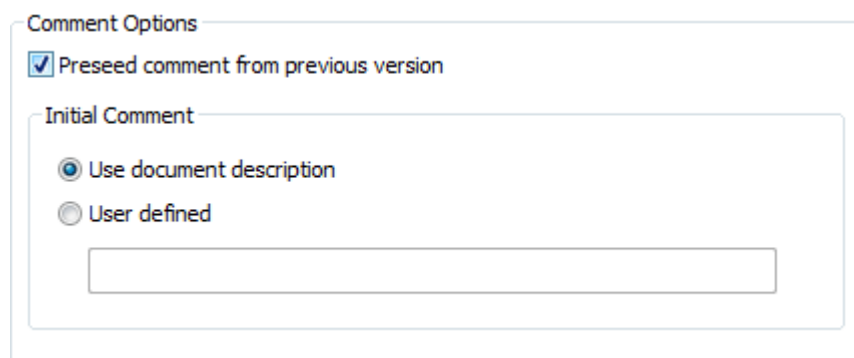 Comment Options
Preseed comment from previous version
Initial Comment
Use document description
User defined